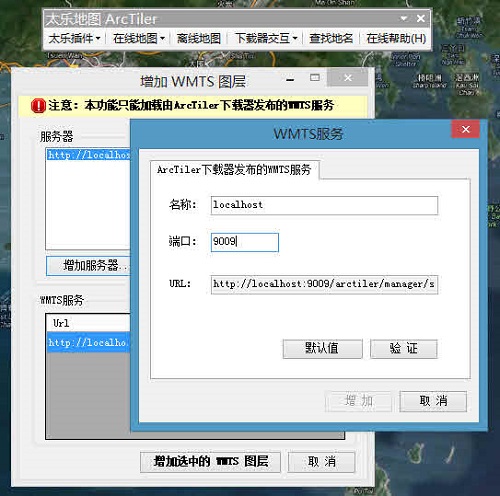 太乐地图 ArcTiler
太乐插件 在线地图 离线地图 下载器交互 查找地名 在线帮助(H)
增加 WMTS 图层
注意：本功能只能加载由ArcTiler下载器发布的WMTS服务
服务器
http://localhos
增加服务器..
WMTS服务
Url
http://localho.
增加选中的 WMTS 图层
取 消
WMTS服务
ArcTiler下载器发布的WMTS服务
名称: localhost
端口: 9009
URL: http://localhost:9009/arctiler/manager/s
默认值 验 证
增 加 取 消